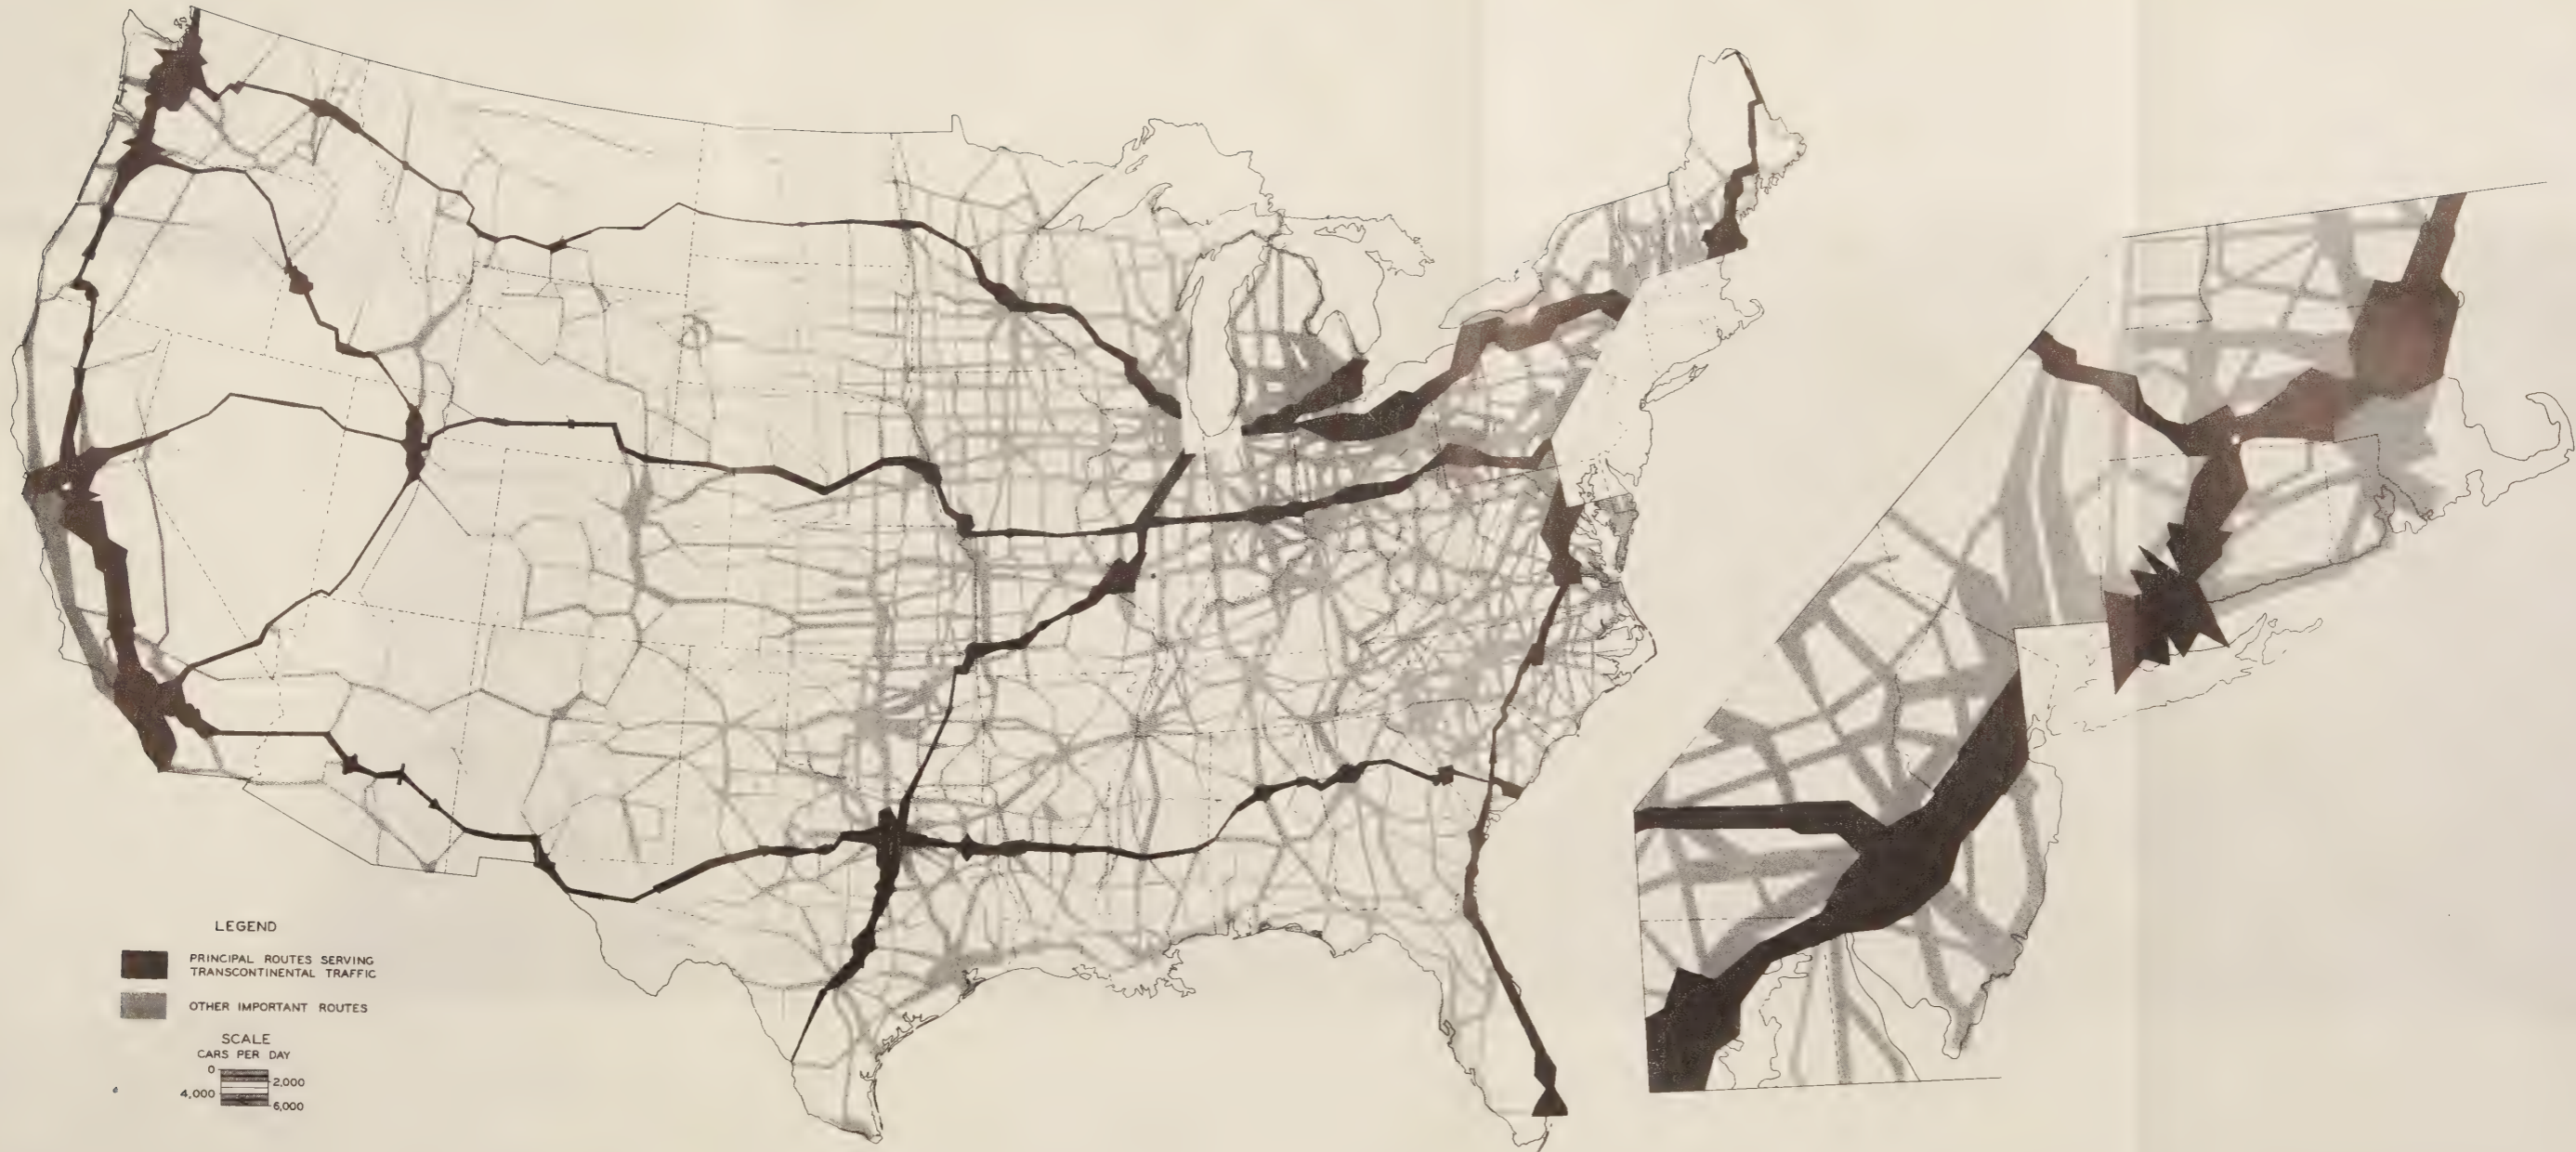 LEGEND
PRINCIPAL ROUTES SERVING
TRANSCONTINENTAL TRAFFIC
OTHER IMPORTANT ROUTES
SCALE
CARS PER DAY
0
2,000
4,000
6,000